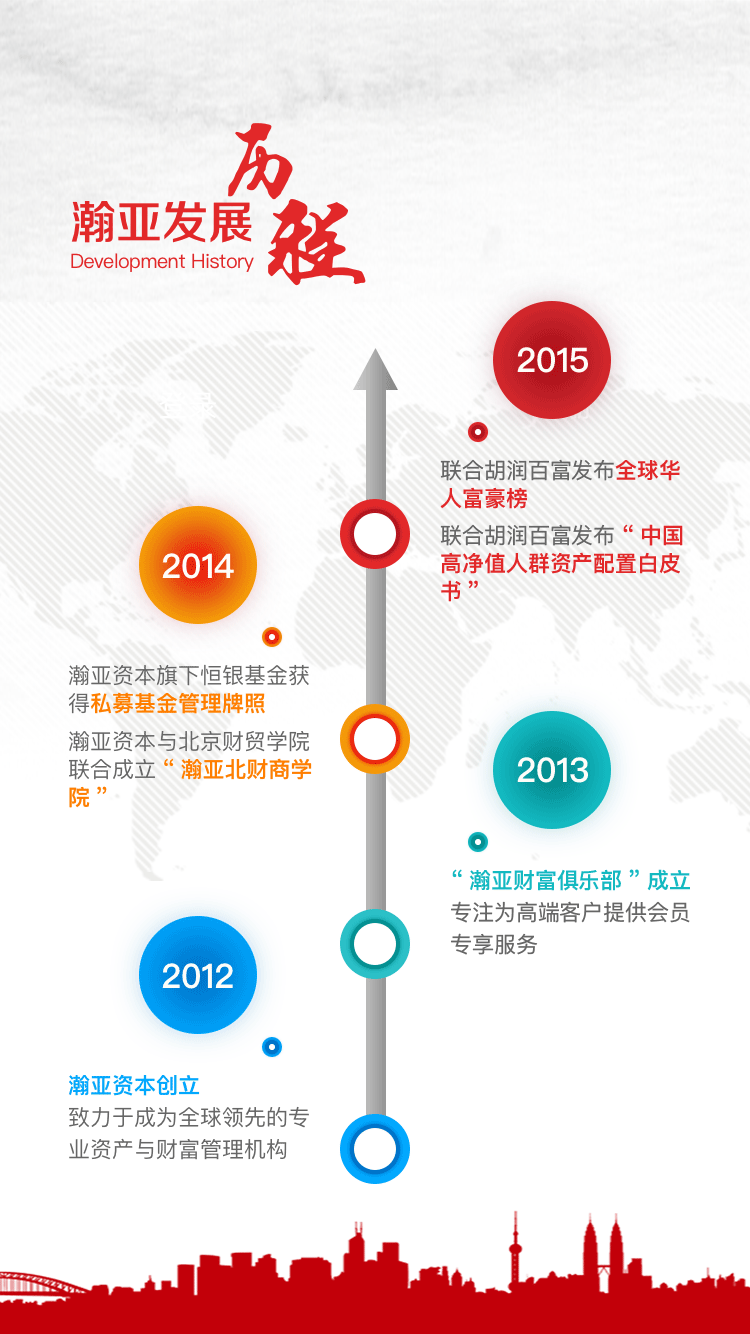 历程
瀚亚发展
Development History
2015
联合胡润百富发布全球华
人富豪榜
联合胡润百富发布“中国
高净值人群资产配置白皮
书”
2014
瀚亚资本旗下恒银基金获
得私募基金管理牌照
瀚亚资本与北京财贸学院
联合成立“瀚亚北财商学
院”
2013
“瀚亚财富俱乐部”成立
专注为高端客户提供会员
专享服务
2012
瀚亚资本创立
致力于成为全球领先的专
业资产与财富管理机构